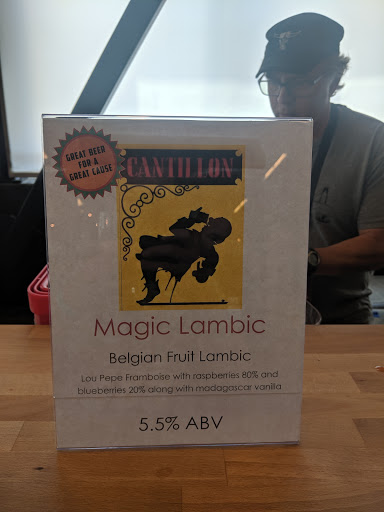 GREAT BEER
FOR A
GREAT CAUSE
CANTILLON
Magic Lambic
Belgian Fruit Lambic
Lou Pepe Framboise with raspberries 80% and
blueberries 20% along with madagascar vanilla
5.5% ABV